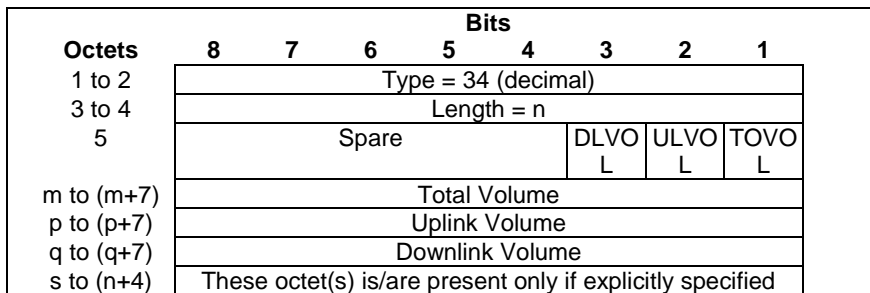 Bits
Octets 8 7 6 5 4 3 2 1
1 to 2 Type = 34 (decimal)
3 to 4 Length = n
5 Spare DLVO ULVO TOVO
L L L
m to (m+7) Total Volume
p to (p+7) Uplink Volume
q to (q+7) Downlink Volume
s to (n+4) These octet(s) is/are present only if explicitly specified